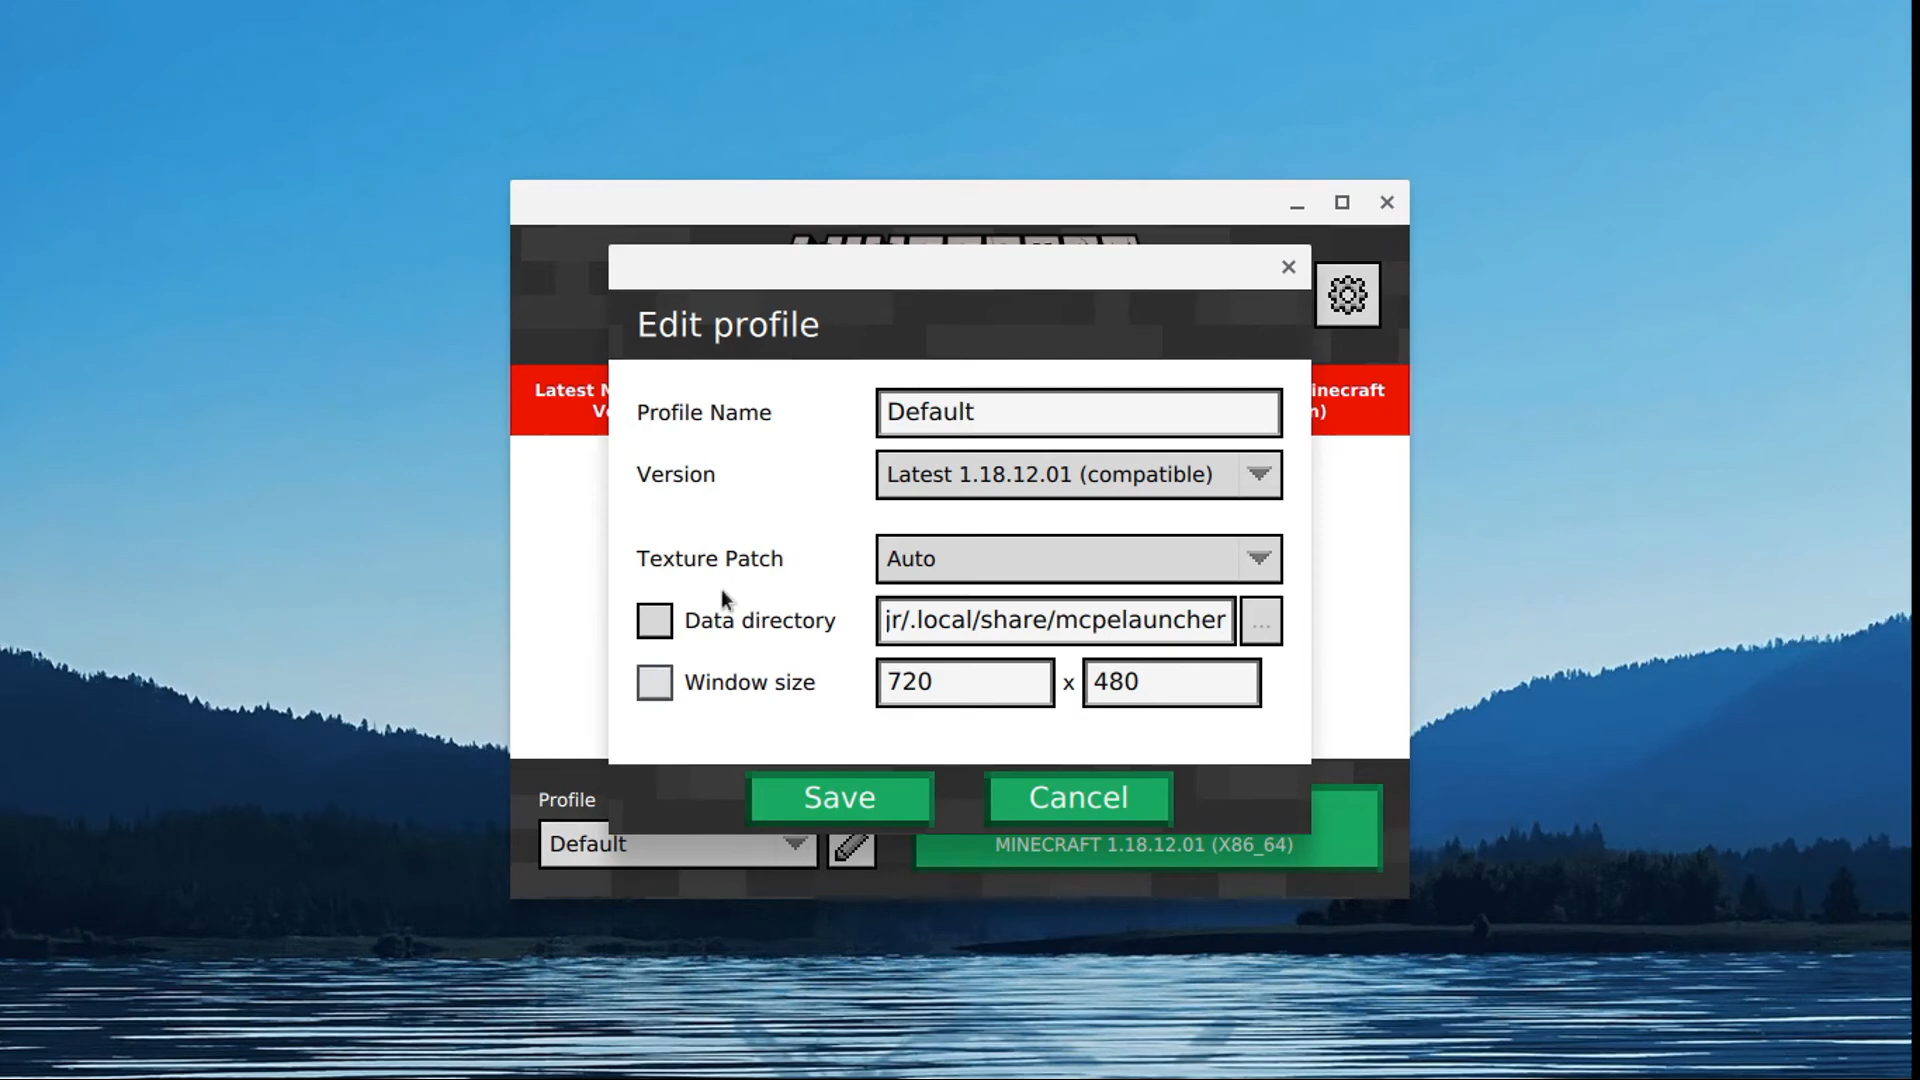 Edit profile
Latest
inecraft
Profile Name
Default
Version
Latest 1.18.12.01 (compatible)
Texture Patch
Auto
Data directory
jr/.local/share/mcpelauncher
...
Window size
720 x 480
Save
Cancel
Profile
Default
MINECRAFT 1.18.12.01 (X86_64)